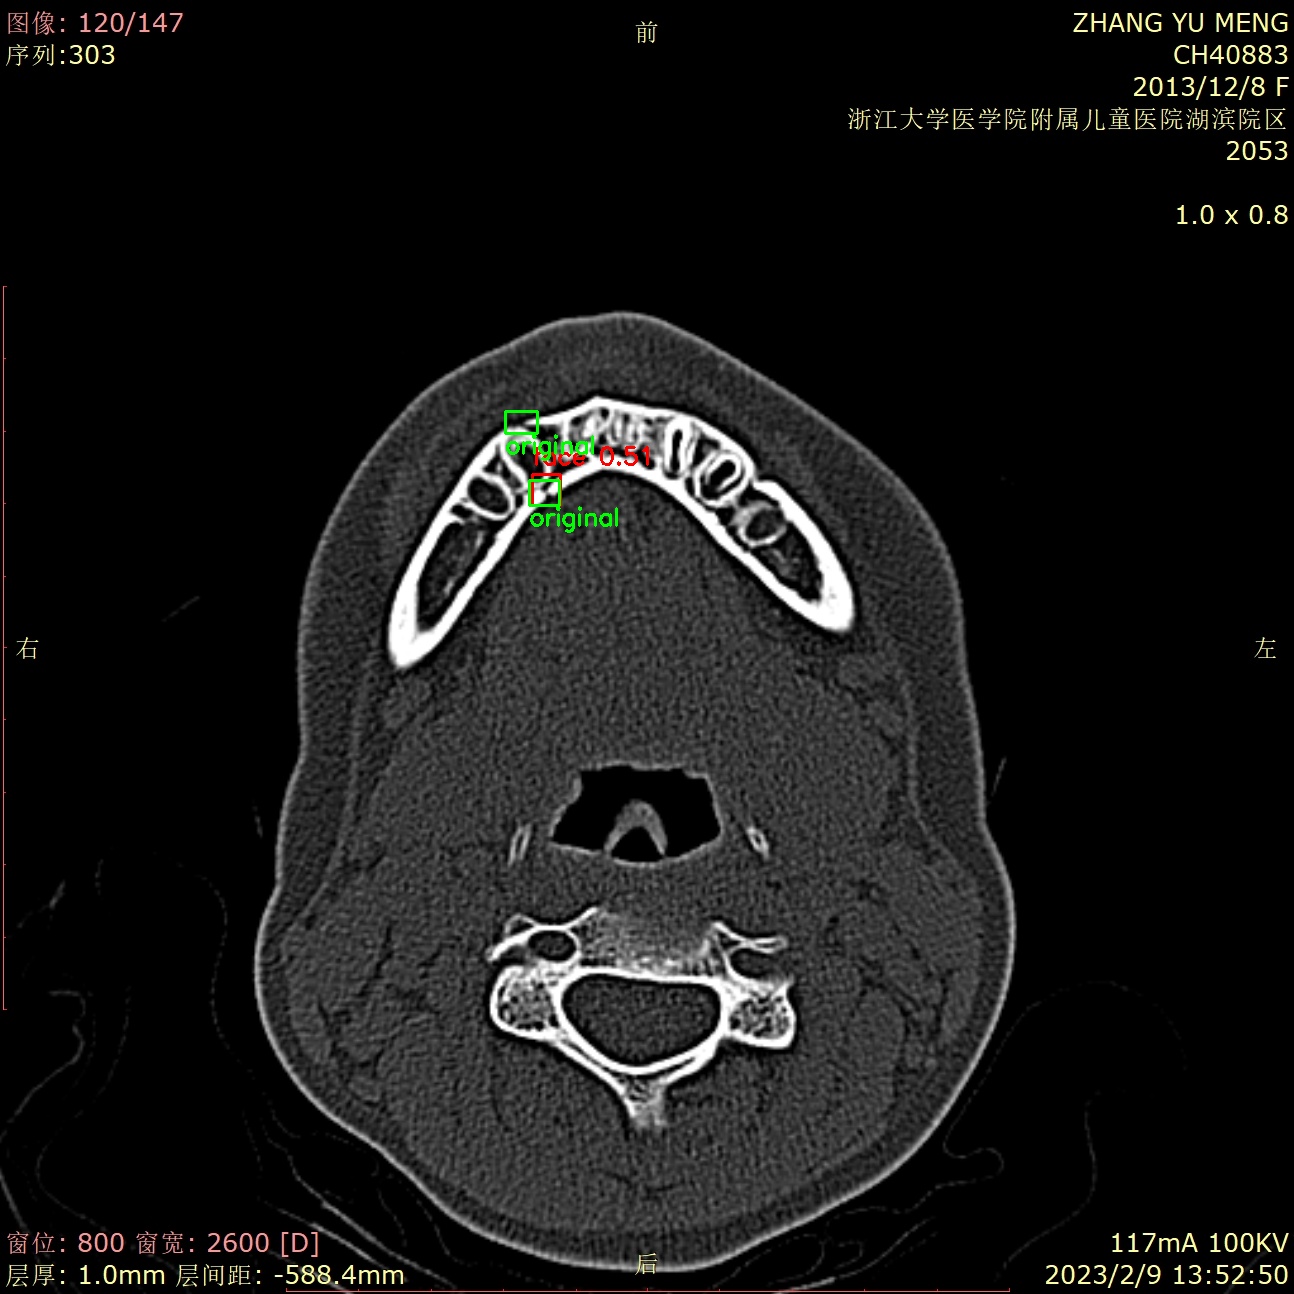 图像: 120/147
序列:303
前
ZHANG YU MENG
CH40883
2013/12/8 F
浙江大学医学院附属儿童医院湖滨院区
2053
1.0 x 0.8
original
0.51
original
右
左
窗位: 800 窗宽: 2600 [D]
层厚: 1.0mm 层间距: -588.4mm
后
117mA 100KV
2023/2/9 13:52:50